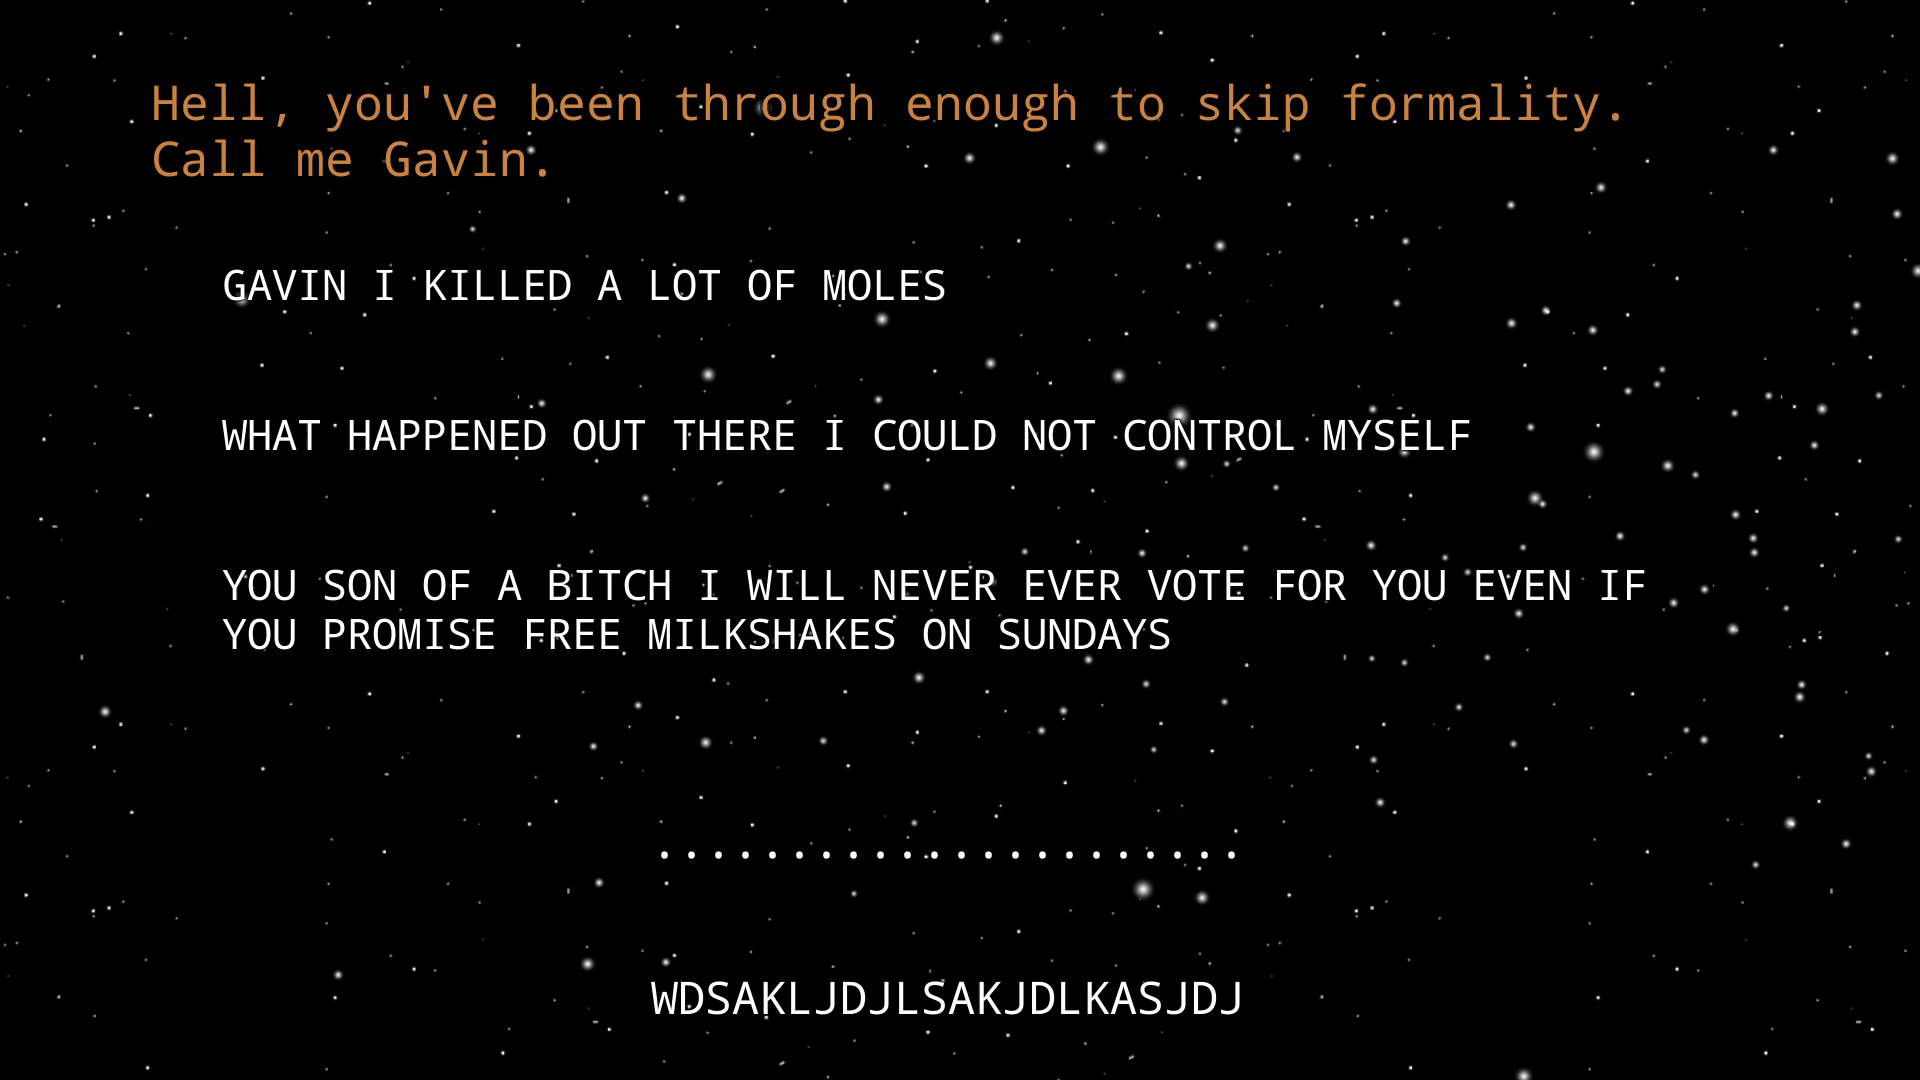 Hell, you've been through enough to skip formality.
Call me Gavin.
GAVIN I KILLED A LOT OF MOLES
WHAT HAPPENED OUT THERE I COULD NOT CONTROL MYSELF
YOU SON OF A BITCH I WILL NEVER EVER VOTE FOR YOU EVEN IF
YOU PROMISE FREE MILKSHAKES ON SUNDAYS
......................
WDSAKLJDJLSAKJDLKASJDJ